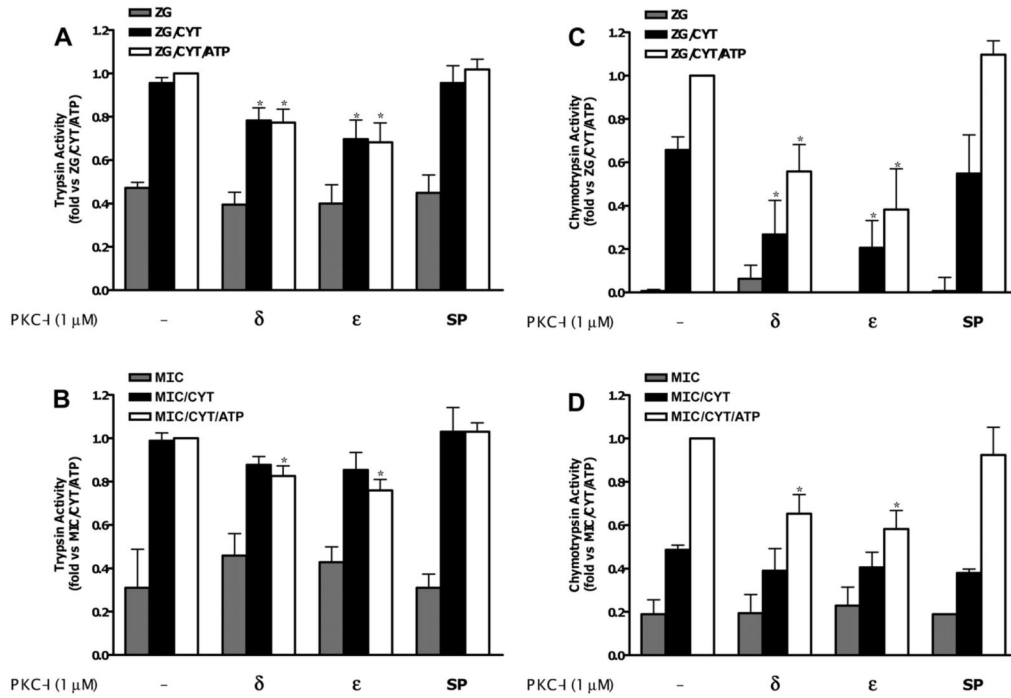 A
ZG
ZG/CYT
ZG/CYT/ATP
1.2
1.0
0.8
0.6
0.4
0.2
0.0
Trypsin Activity
(fold vs ZG/CYT/ATP)
* * * *
PKC-I (1 μM) – δ ε SP
C
ZG
ZG/CYT
ZG/CYT/ATP
1.2
1.0
0.8
0.6
0.4
0.2
0.0
Chymotrypsin Activity
(fold vs ZG/CYT/ATP)
* * * *
PKC-I (1 μM) – δ ε SP
B
MIC
MIC/CYT
MIC/CYT/ATP
1.2
1.0
0.8
0.6
0.4
0.2
0.0
Trypsin Activity
(fold vs MIC/CYT/ATP)
* *
PKC-I (1 μM) – δ ε SP
D
MIC
MIC/CYT
MIC/CYT/ATP
1.2
1.0
0.8
0.6
0.4
0.2
0.0
Chymotrypsin Activity
(fold vs MIC/CYT/ATP)
* *
PKC-I (1 μM) – δ ε SP